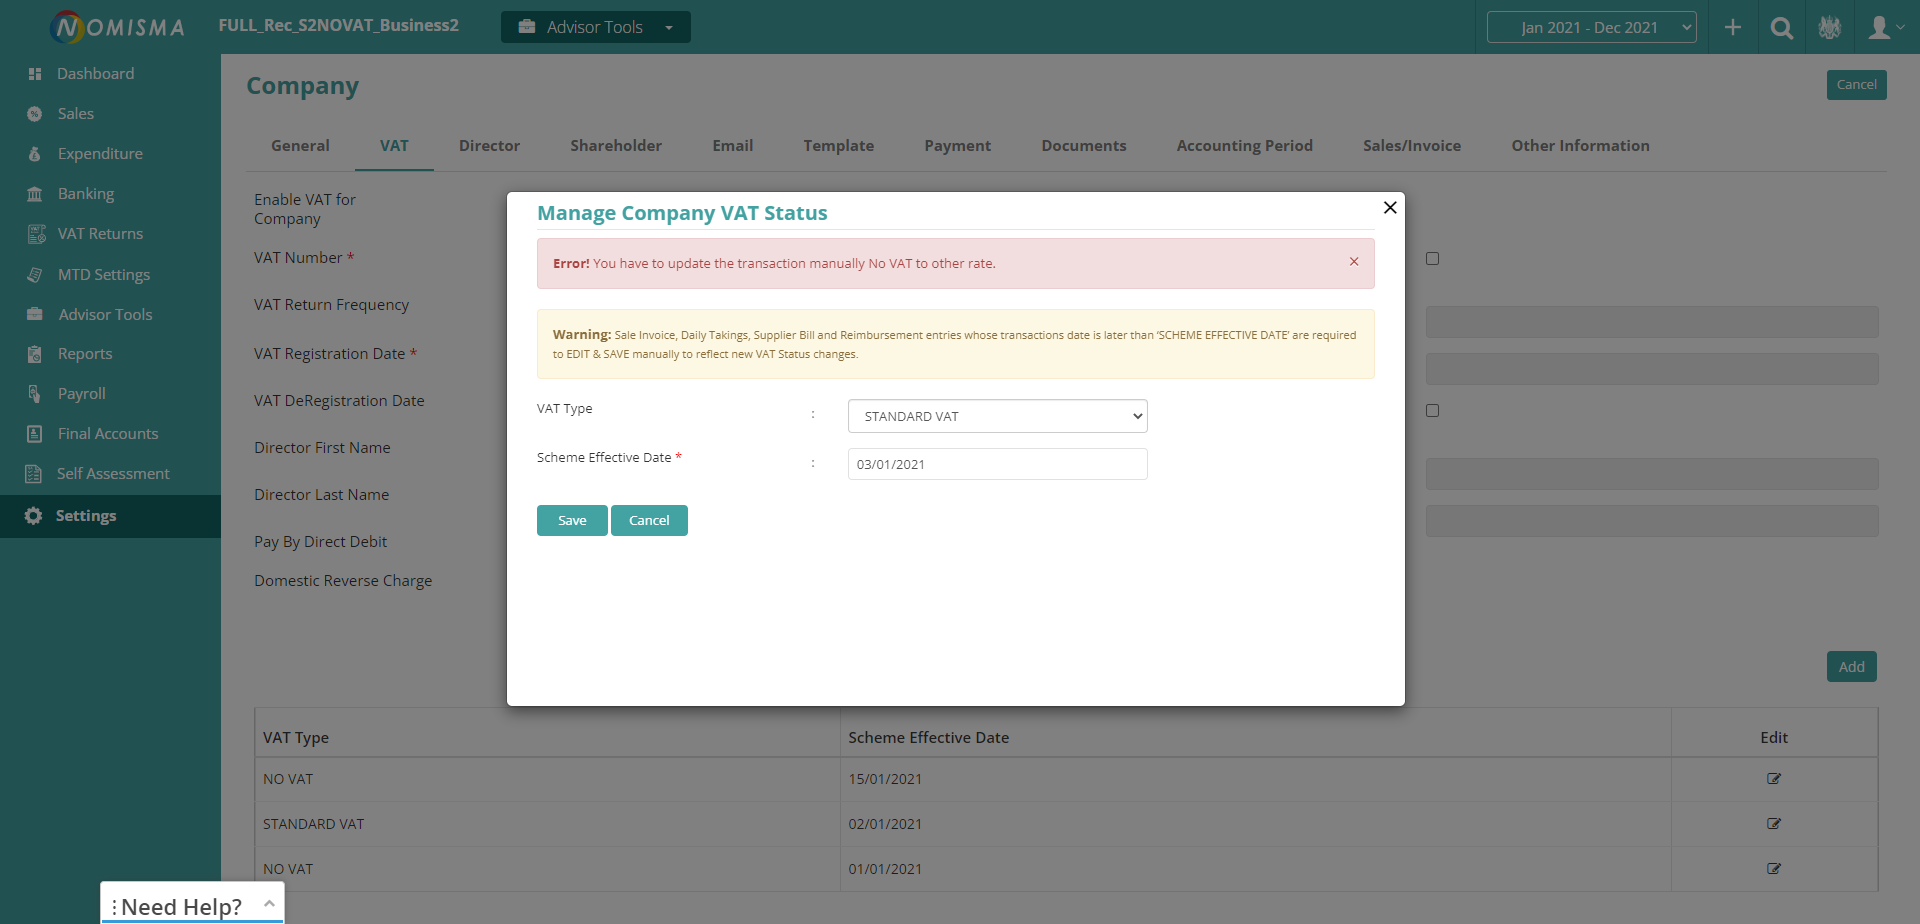 NOMISMA
FULL_Rec_S2NOVAT_Business2
Advisor Tools
Jan 2021 - Dec 2021
Dashboard
Sales
Expenditure
Banking
VAT Returns
MTD Settings
Advisor Tools
Reports
Payroll
Final Accounts
Self Assessment
Settings
Company
Cancel
General
VAT
Director
Shareholder
Email
Template
Payment
Documents
Accounting Period
Sales/Invoice
Other Information
Enable VAT for
Company
VAT Number *
VAT Return Frequency
VAT Registration Date *
VAT DeRegistration Date
Director First Name
Director Last Name
Pay By Direct Debit
Domestic Reverse Charge
Manage Company VAT Status
Error! You have to update the transaction manually No VAT to other rate.
Warning: Sale Invoice, Daily Takings, Supplier Bill and Reimbursement entries whose transactions date is later than ‘SCHEME EFFECTIVE DATE’ are required
to EDIT & SAVE manually to reflect new VAT Status changes.
VAT Type : STANDARD VAT
Scheme Effective Date * : 03/01/2021
Save Cancel
Add
VAT Type Scheme Effective Date Edit
NO VAT 15/01/2021
STANDARD VAT 02/01/2021
NO VAT 01/01/2021
Need Help?